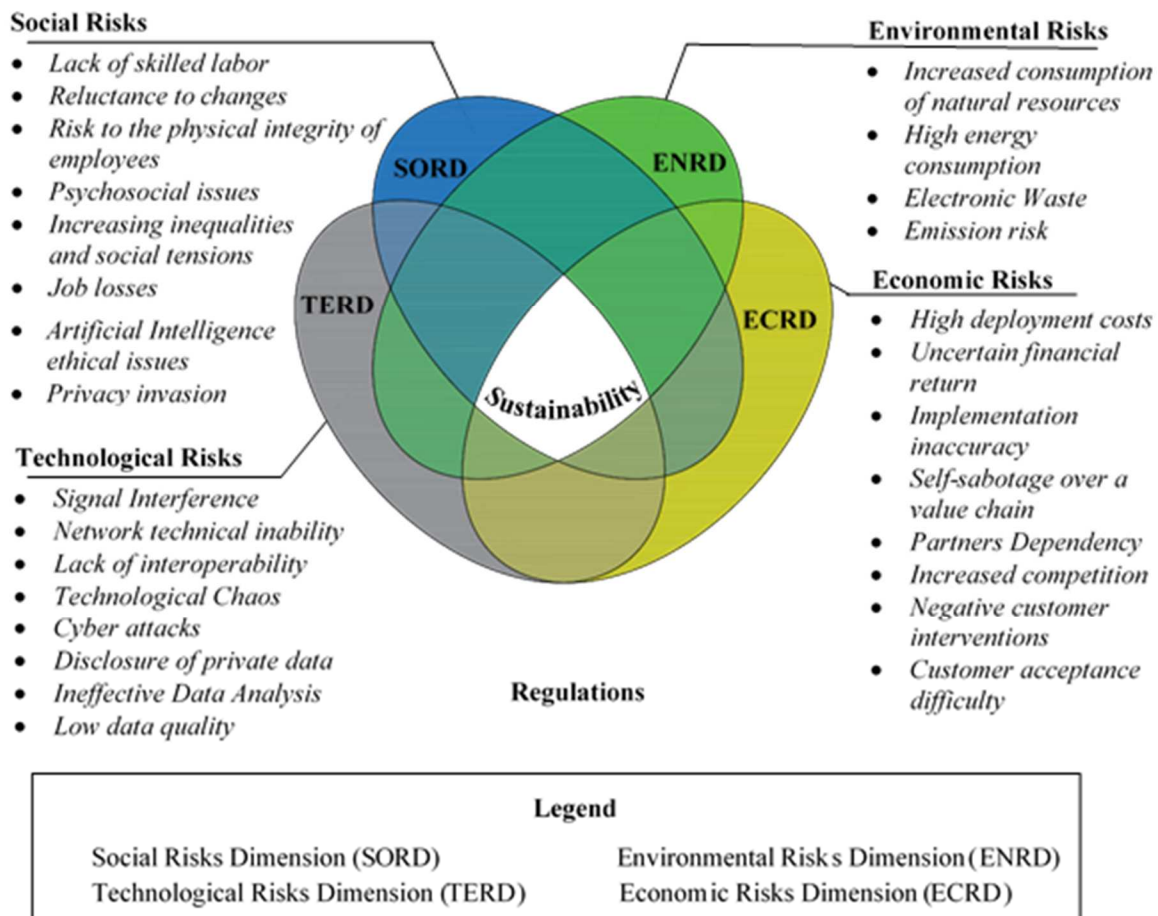 Social Risks
• Lack of skilled labor
• Reluctance to changes
• Risk to the physical integrity of
employees
• Psychosocial issues
• Increasing inequalities
and social tensions
• Job losses
• Artificial Intelligence
ethical issues
• Privacy invasion
Technological Risks
• Signal Interference
• Network technical inability
• Lack of interoperability
• Technological Chaos
• Cyber attacks
• Disclosure of private data
• Ineffective Data Analysis
• Low data quality
SORD
ENRD
TERD
ECRD
Sustainability
Regulations
Environmental Risks
• Increased consumption
of natural resources
• High energy
consumption
• Electronic Waste
• Emission risk
Economic Risks
• High deployment costs
• Uncertain financial
return
• Implementation
inaccuracy
• Self-sabotage over a
value chain
• Partners Dependency
• Increased competition
• Negative customer
interventions
• Customer acceptance
difficulty
Legend
Social Risks Dimension (SORD)
Environmental Risks Dimension (ENRD)
Technological Risks Dimension (TERD)
Economic Risks Dimension (ECRD)